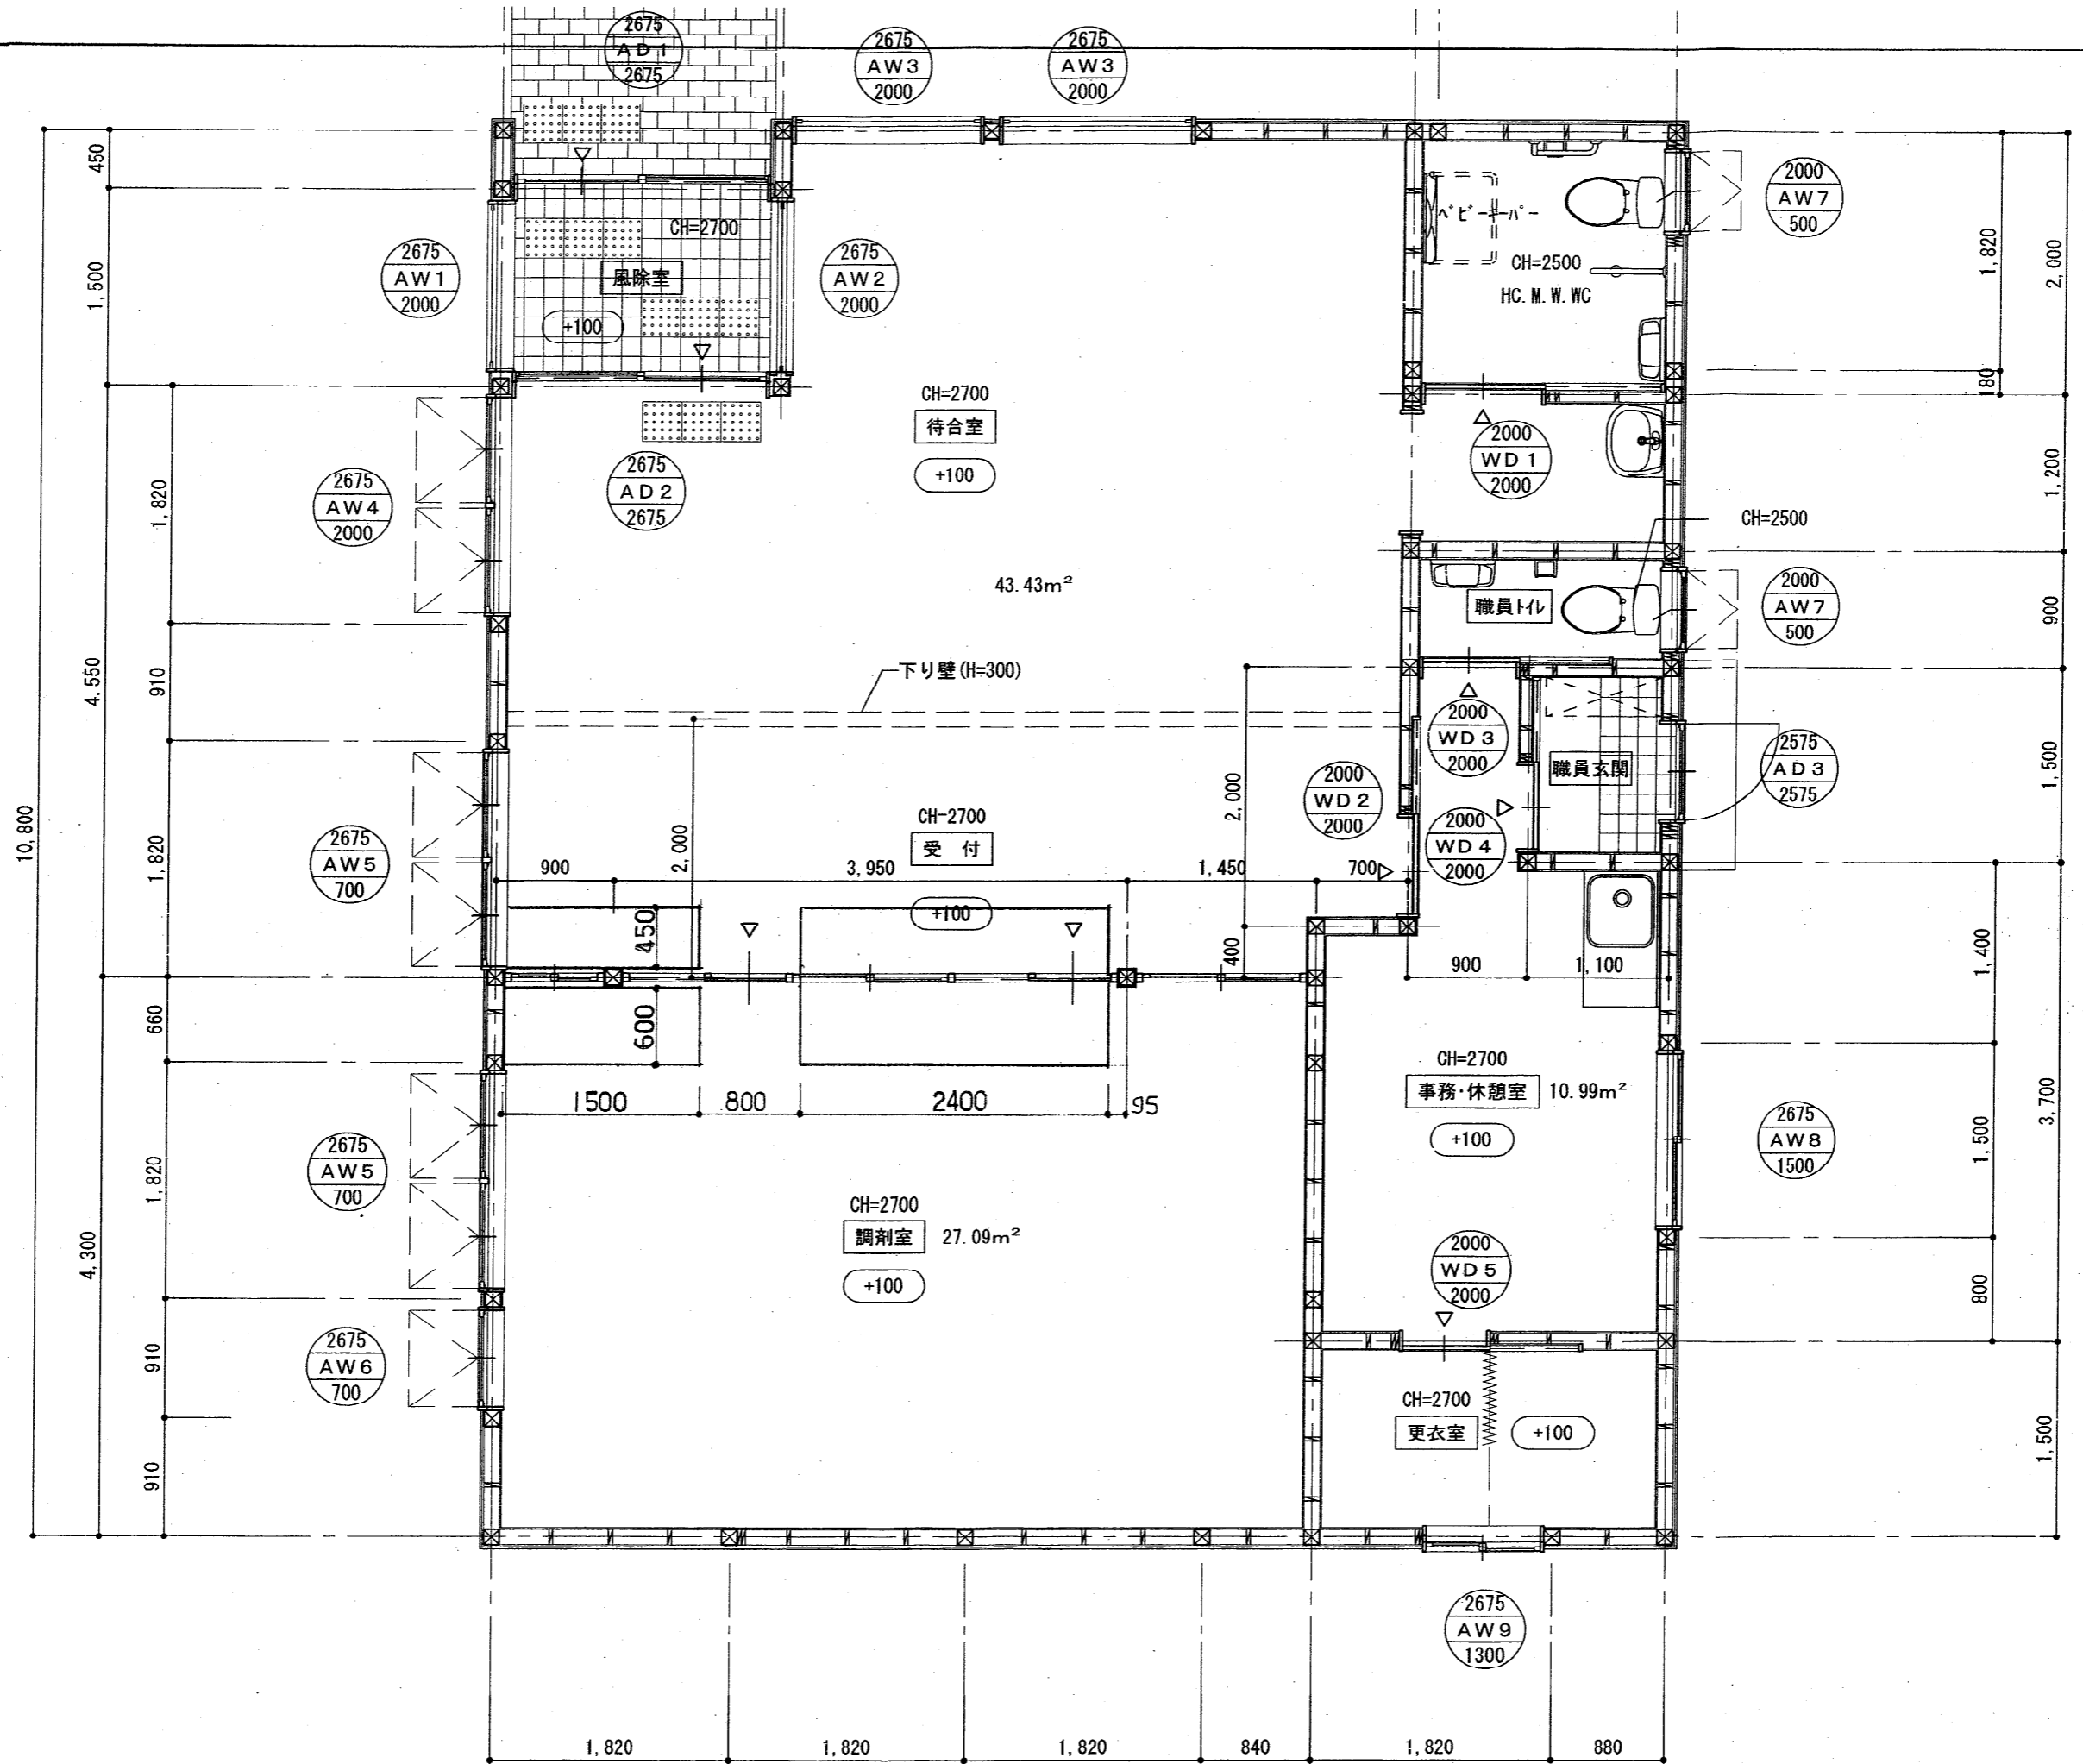 2675
AD1
2675
2675
AW3
2000
2675
AW3
2000
450
1,500
10,800
4,550
4,300
1,820
910
1,820
660
1,820
910
910
2675
AW1
2000
CH=2700
風除室
+100
2675
AW2
2000
2675
AW4
2000
2675
AD2
2675
CH=2700
待合室
+100
43.43m²
下り壁(H=300)
ベビーキーパー
CH=2500
HC.M.W.WC
2000
AW7
500
1,820
2,000
180
2000
WD1
2000
1,200
CH=2500
職員トイレ
2000
AW7
500
900
2000
WD3
2000
職員玄関
2575
AD3
2575
1,500
2000
WD2
2000
2000
WD4
2000
2,000
2,000
CH=2700
受 付
+100
2675
AW5
700
900
3,950
1,450
700
400
450
600
900
1,100
1,400
1500
800
2400
95
CH=2700
事務・休憩室 10.99m²
+100
2675
AW8
1500
1,500
3,700
800
2675
AW5
700
CH=2700
調剤室 27.09m²
+100
2000
WD5
2000
2675
AW6
700
CH=2700
更衣室
+100
1,500
2675
AW9
1300
1,820
1,820
1,820
840
1,820
880